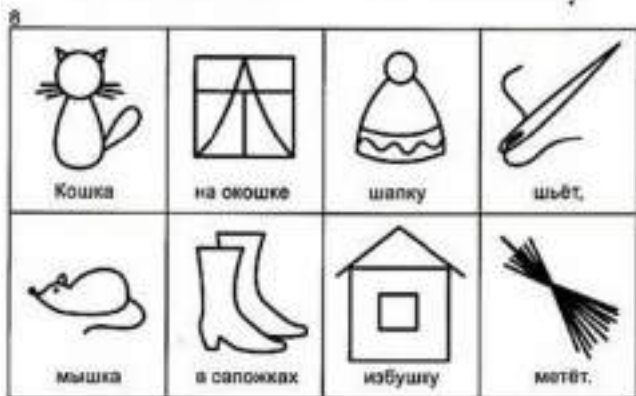 8
Кошка
на окошке
шапку
шьёт,
мышка
в сапожках
избушку
метёт.